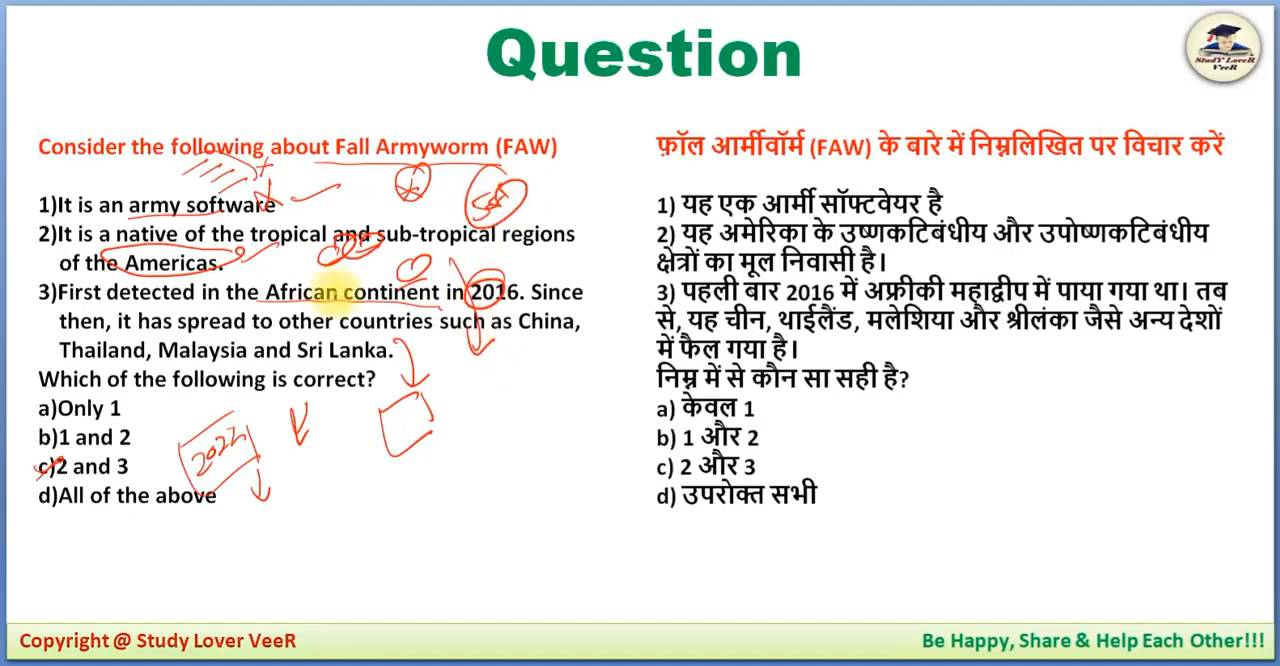 Question
StudY LoveR
VeeR
Consider the following about Fall Armyworm (FAW)
1)It is an army software
2)It is a native of the tropical and sub-tropical regions
of the Americas.
3)First detected in the African continent in 2016. Since
then, it has spread to other countries such as China,
Thailand, Malaysia and Sri Lanka.
Which of the following is correct?
a)Only 1
b)1 and 2
c)2 and 3
d)All of the above
2022
फ़ॉल आर्मीवॉर्म (FAW) के बारे में निम्नलिखित पर विचार करें
1) यह एक आर्मी सॉफ्टवेयर है
2) यह अमेरिका के उष्णकटिबंधीय और उपोष्णकटिबंधीय
क्षेत्रों का मूल निवासी है।
3) पहली बार 2016 में अफ्रीकी महाद्वीप में पाया गया था। तब
से, यह चीन, थाईलैंड, मलेशिया और श्रीलंका जैसे अन्य देशों
में फैल गया है।
निम्न में से कौन सा सही है?
a) केवल 1
b) 1 और 2
c) 2 और 3
d) उपरोक्त सभी
Copyright @ Study Lover VeeR
Be Happy, Share & Help Each Other!!!